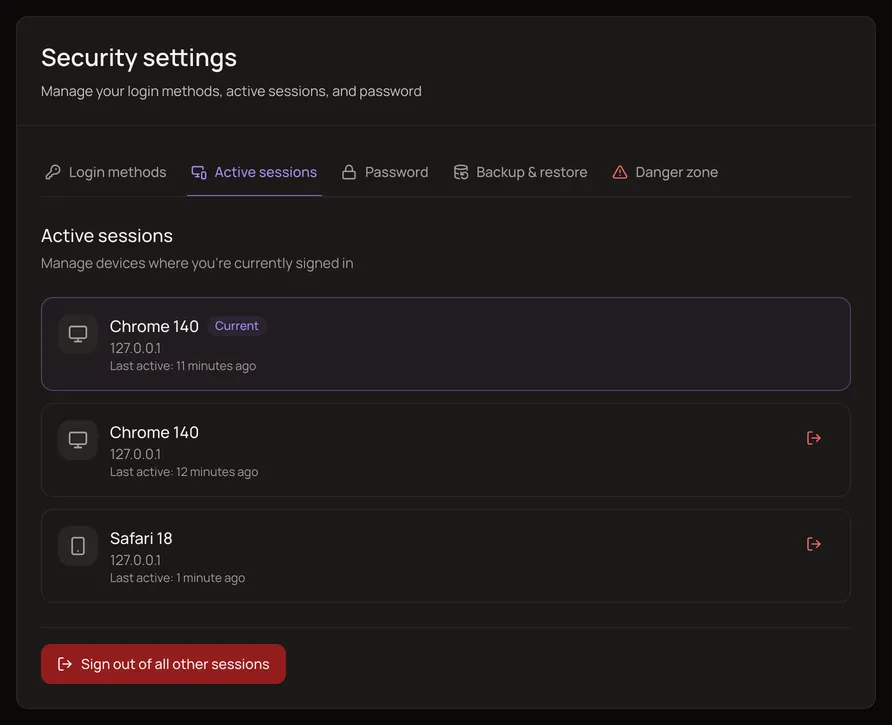 Security settings
Manage your login methods, active sessions, and password
Login methods Active sessions Password Backup & restore Danger zone
Active sessions
Manage devices where you're currently signed in
Chrome 140 Current
127.0.0.1
Last active: 11 minutes ago
Chrome 140
127.0.0.1
Last active: 12 minutes ago
Safari 18
127.0.0.1
Last active: 1 minute ago
Sign out of all other sessions